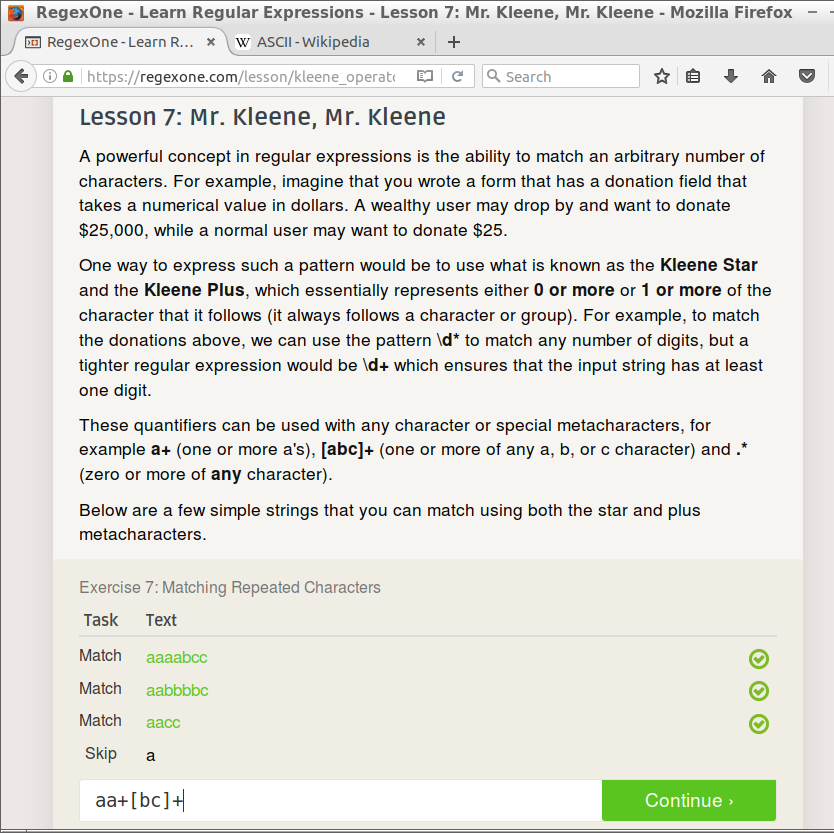 RegexOne - Learn Regular Expressions - Lesson 7: Mr. Kleene, Mr. Kleene - Mozilla Firefox
RegexOne - Learn R... × W ASCII - Wikipedia × +
https://regexone.com/lesson/kleene_operato Search
Lesson 7: Mr. Kleene, Mr. Kleene
A powerful concept in regular expressions is the ability to match an arbitrary number of
characters. For example, imagine that you wrote a form that has a donation field that
takes a numerical value in dollars. A wealthy user may drop by and want to donate
$25,000, while a normal user may want to donate $25.
One way to express such a pattern would be to use what is known as the Kleene Star
and the Kleene Plus, which essentially represents either 0 or more or 1 or more of the
character that it follows (it always follows a character or group). For example, to match
the donations above, we can use the pattern \d* to match any number of digits, but a
tighter regular expression would be \d+ which ensures that the input string has at least
one digit.
These quantifiers can be used with any character or special metacharacters, for
example a+ (one or more a's), [abc]+ (one or more of any a, b, or c character) and .*
(zero or more of any character).
Below are a few simple strings that you can match using both the star and plus
metacharacters.
Exercise 7: Matching Repeated Characters
Task Text
Match aaaabcc
Match aabbbbc
Match aacc
Skip a
aa+[bc]+ Continue ›